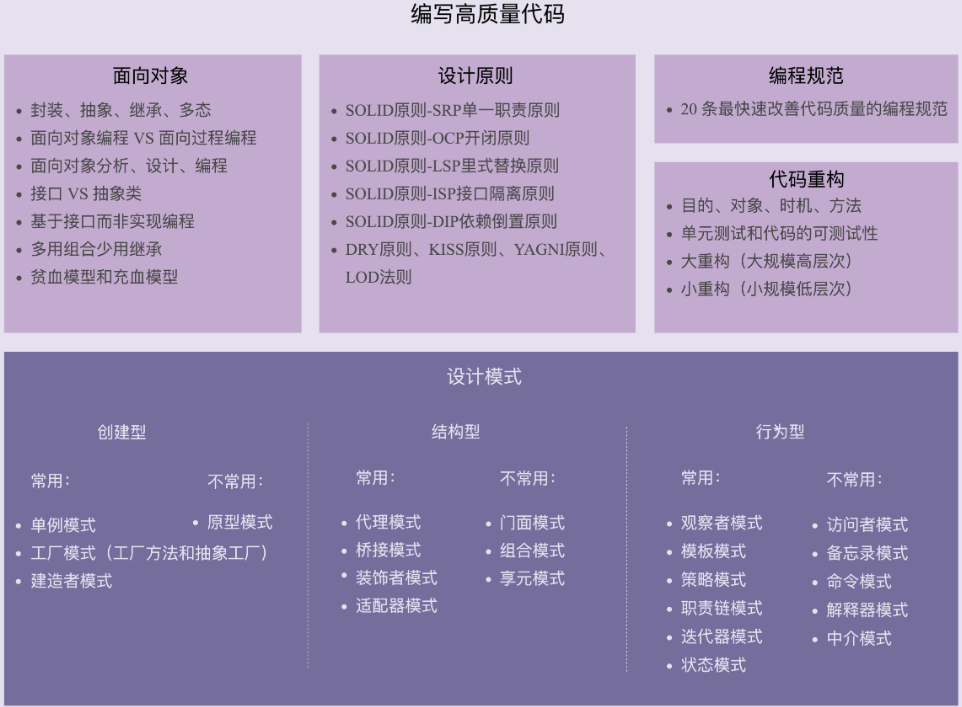 编写高质量代码
面向对象
封装、抽象、继承、多态
面向对象编程 VS 面向过程编程
面向对象分析、设计、编程
接口 VS 抽象类
基于接口而非实现编程
多用组合少用继承
贫血模型和充血模型
设计原则
SOLID原则-SRP单一职责原则
SOLID原则-OCP开闭原则
SOLID原则-LSP里式替换原则
SOLID原则-ISP接口隔离原则
SOLID原则-DIP依赖倒置原则
DRY原则、KISS原则、YAGNI原则、
LOD法则
编程规范
20 条最快速改善代码质量的编程规范
代码重构
目的、对象、时机、方法
单元测试和代码的可测试性
大重构（大规模高层次）
小重构（小规模低层次）
设计模式
创建型
常用：
单例模式
工厂模式（工厂方法和抽象工厂）
建造者模式
不常用：
原型模式
结构型
常用：
代理模式
桥接模式
装饰者模式
适配器模式
不常用：
门面模式
组合模式
享元模式
行为型
常用：
观察者模式
模板模式
策略模式
职责链模式
迭代器模式
状态模式
不常用：
访问者模式
备忘录模式
命令模式
解释器模式
中介模式